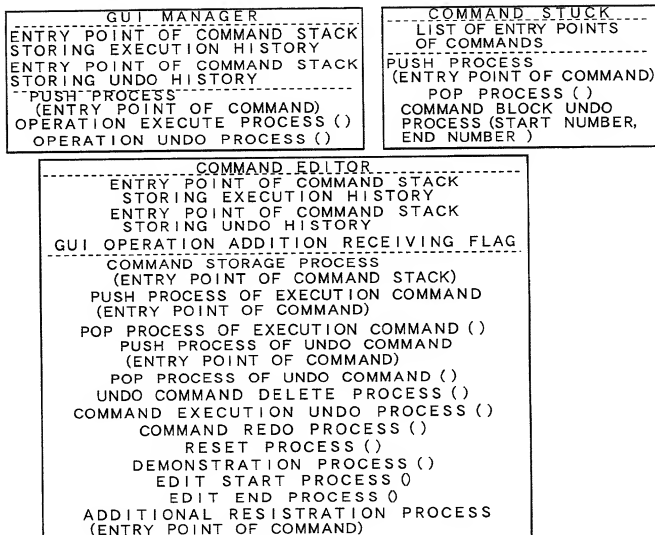 GUI MANAGER
ENTRY POINT OF COMMAND STACK
STORING EXECUTION HISTORY
ENTRY POINT OF COMMAND STACK
STORING UNDO HISTORY
PUSH PROCESS
(ENTRY POINT OF COMMAND)
OPERATION EXECUTE PROCESS ()
OPERATION UNDO PROCESS ()
COMMAND STUCK
LIST OF ENTRY POINTS
OF COMMANDS
PUSH PROCESS
(ENTRY POINT OF COMMAND)
POP PROCESS ()
COMMAND BLOCK UNDO
PROCESS (START NUMBER,
END NUMBER )
COMMAND EDITOR
ENTRY POINT OF COMMAND STACK
STORING EXECUTION HISTORY
ENTRY POINT OF COMMAND STACK
STORING UNDO HISTORY
GUI OPERATION ADDITION RECEIVING FLAG
COMMAND STORAGE PROCESS
(ENTRY POINT OF COMMAND STACK)
PUSH PROCESS OF EXECUTION COMMAND
(ENTRY POINT OF COMMAND)
POP PROCESS OF EXECUTION COMMAND ()
PUSH PROCESS OF UNDO COMMAND
(ENTRY POINT OF COMMAND)
POP PROCESS OF UNDO COMMAND ()
UNDO COMMAND DELETE PROCESS ()
COMMAND EXECUTION UNDO PROCESS ()
COMMAND REDO PROCESS ()
RESET PROCESS ()
DEMONSTRATION PROCESS ()
EDIT START PROCESS ()
EDIT END PROCESS ()
ADDITIONAL RESISTRATION PROCESS
(ENTRY POINT OF COMMAND)